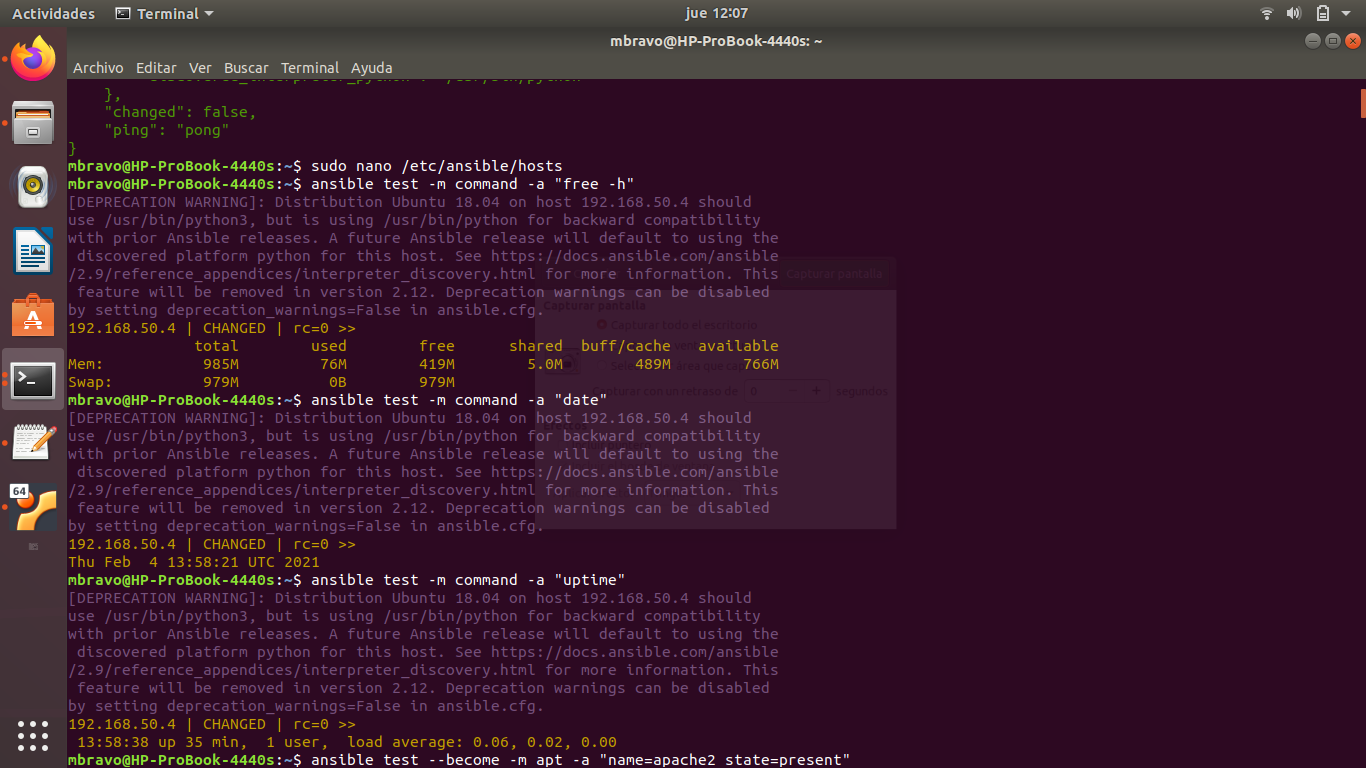 Actividades Terminal jue 12:07
mbravo@HP-ProBook-4440s: ~
Archivo Editar Ver Buscar Terminal Ayuda
},
"changed": false,
"ping": "pong"
}
mbravo@HP-ProBook-4440s:~$ sudo nano /etc/ansible/hosts
mbravo@HP-ProBook-4440s:~$ ansible test -m command -a "free -h"
[DEPRECATION WARNING]: Distribution Ubuntu 18.04 on host 192.168.50.4 should
use /usr/bin/python3, but is using /usr/bin/python for backward compatibility
with prior Ansible releases. A future Ansible release will default to using the
discovered platform python for this host. See https://docs.ansible.com/ansible
/2.9/reference_appendices/interpreter_discovery.html for more information. This
feature will be removed in version 2.12. Deprecation warnings can be disabled
by setting deprecation_warnings=False in ansible.cfg.
192.168.50.4 | CHANGED | rc=0 >>
total used free shared buff/cache available
Mem: 985M 76M 419M 5.0M 489M 766M
Swap: 979M 0B 979M
mbravo@HP-ProBook-4440s:~$ ansible test -m command -a "date"
[DEPRECATION WARNING]: Distribution Ubuntu 18.04 on host 192.168.50.4 should
use /usr/bin/python3, but is using /usr/bin/python for backward compatibility
with prior Ansible releases. A future Ansible release will default to using the
discovered platform python for this host. See https://docs.ansible.com/ansible
/2.9/reference_appendices/interpreter_discovery.html for more information. This
feature will be removed in version 2.12. Deprecation warnings can be disabled
by setting deprecation_warnings=False in ansible.cfg.
192.168.50.4 | CHANGED | rc=0 >>
Thu Feb  4 13:58:21 UTC 2021
mbravo@HP-ProBook-4440s:~$ ansible test -m command -a "uptime"
[DEPRECATION WARNING]: Distribution Ubuntu 18.04 on host 192.168.50.4 should
use /usr/bin/python3, but is using /usr/bin/python for backward compatibility
with prior Ansible releases. A future Ansible release will default to using the
discovered platform python for this host. See https://docs.ansible.com/ansible
/2.9/reference_appendices/interpreter_discovery.html for more information. This
feature will be removed in version 2.12. Deprecation warnings can be disabled
by setting deprecation_warnings=False in ansible.cfg.
192.168.50.4 | CHANGED | rc=0 >>
13:58:38 up 35 min,  1 user,  load average: 0.06, 0.02, 0.00
mbravo@HP-ProBook-4440s:~$ ansible test --become -m apt -a "name=apache2 state=present"
Capturar pantalla
Capturar pantalla
Capturar todo el escritorio
Capturar con un retraso de 0 - + segundos
64